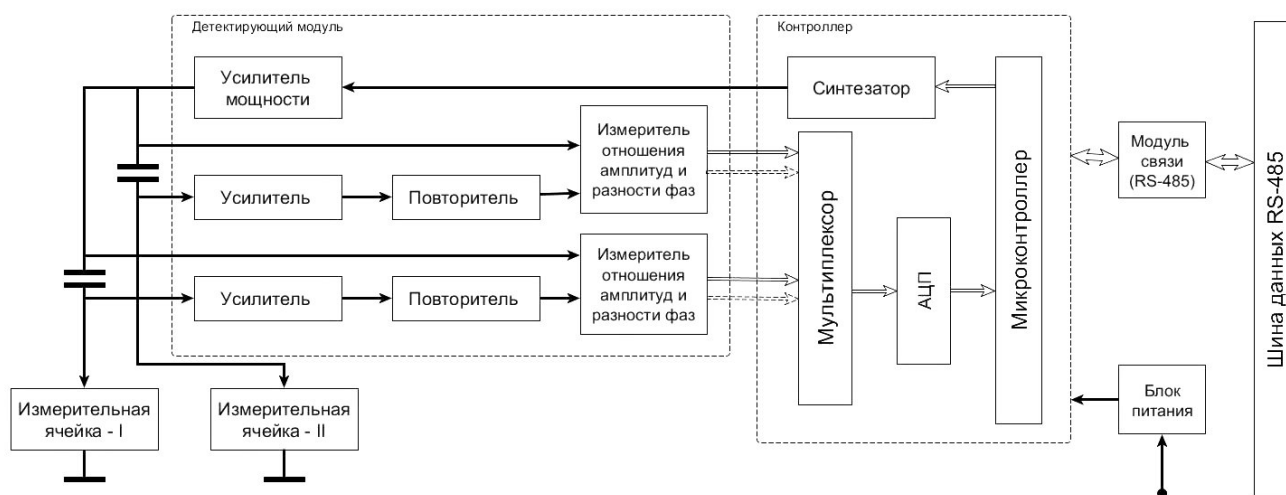 Детектирующий модуль
Контроллер
Усилитель
мощности
Синтезатор
Измеритель
отношения
амплитуд и
разности фаз
Усилитель
Повторитель
Измеритель
отношения
амплитуд и
разности фаз
Усилитель
Повторитель
Мультиплексор
АЦП
Микроконтроллер
Модуль
связи
(RS-485)
Шина данных RS-485
Измерительная
ячейка - I
Измерительная
ячейка - II
Блок
питания